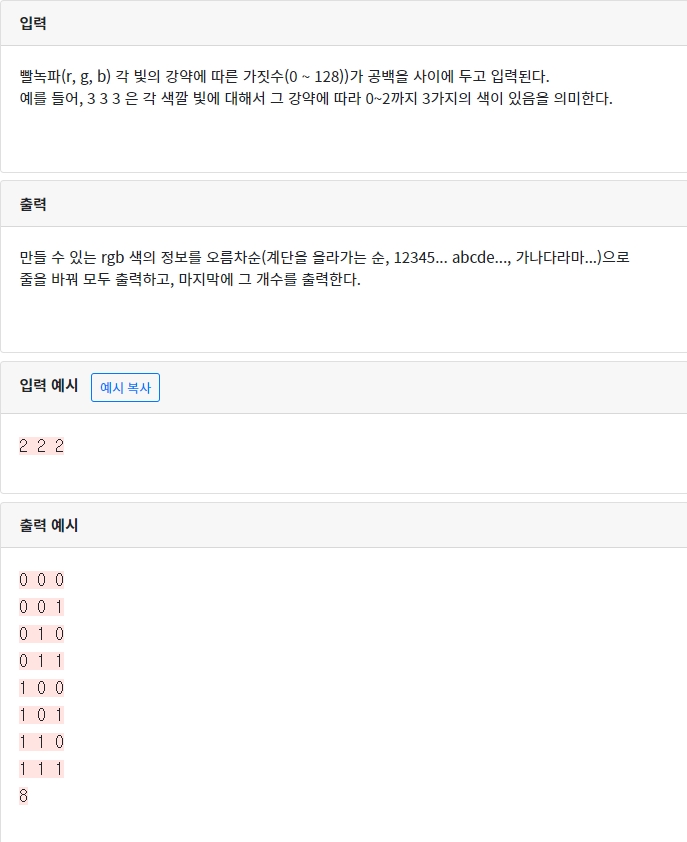 입력
빨녹파(r, g, b) 각 빛의 강약에 따른 가짓수(0 ~ 128))가 공백을 사이에 두고 입력된다.
예를 들어, 3 3 3 은 각 색깔 빛에 대해서 그 강약에 따라 0~2까지 3가지의 색이 있음을 의미한다.
출력
만들 수 있는 rgb 색의 정보를 오름차순(계단을 올라가는 순, 12345... abcde..., 가나다라마...)으로
줄을 바꿔 모두 출력하고, 마지막에 그 개수를 출력한다.
입력 예시 예시 복사
2 2 2
출력 예시
0 0 0
0 0 1
0 1 0
0 1 1
1 0 0
1 0 1
1 1 0
1 1 1
8